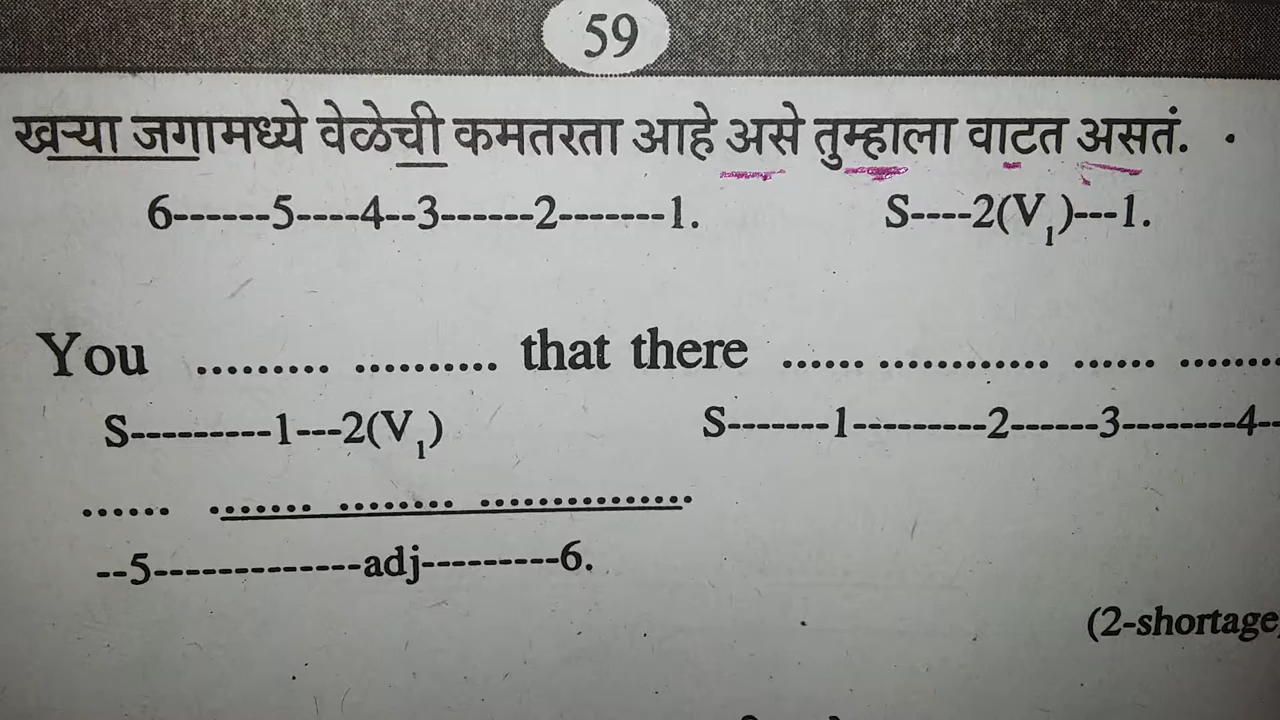 59
खऱ्या जगामध्ये वेळेची कमतरता आहे असे तुम्हाला वाटत असतं.
6------5----4--3------2-------1. S----2(V₁)---1.
You ......... .......... that there ...... ............ ...... ........
S---------1---2(V₁) S-------1---------2------3--------4--
...... ....... ........ ...............
--5-------------adj---------6.
(2-shortage